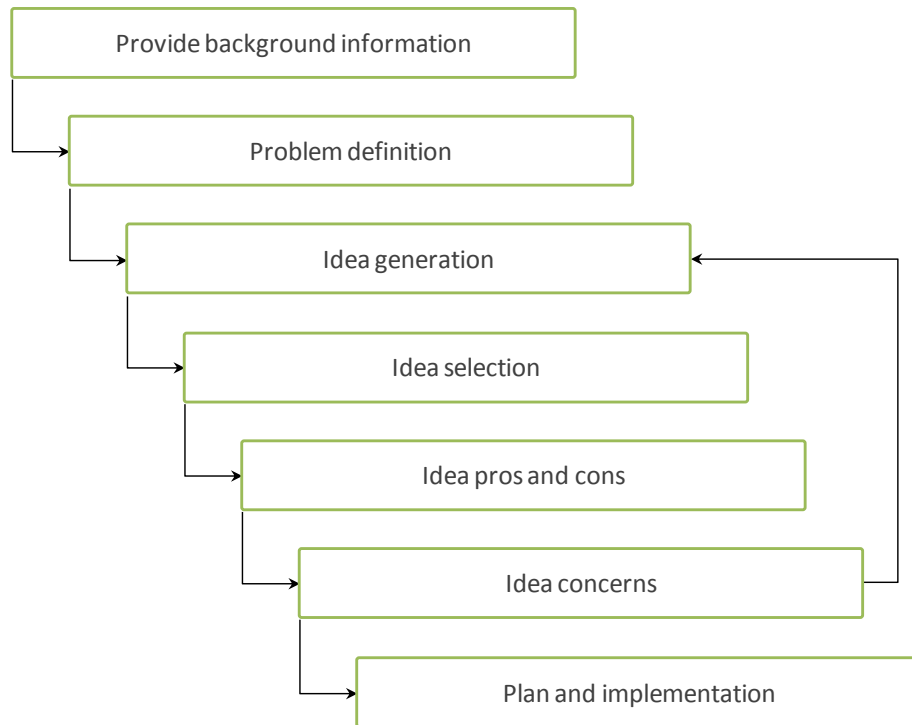 Provide background information
Problem definition
Idea generation
Idea selection
Idea pros and cons
Idea concerns
Plan and implementation